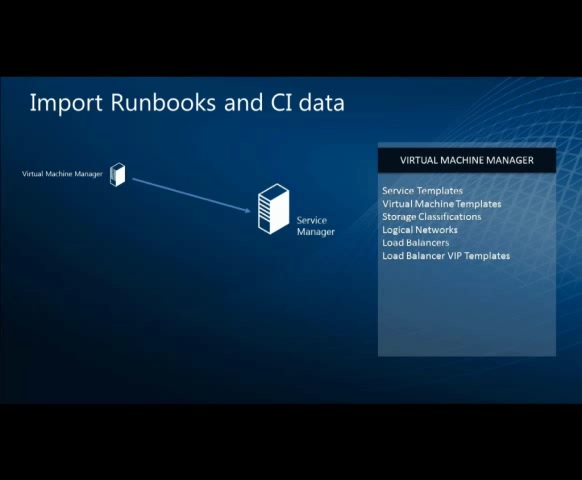 Import Runbooks and CI data
Virtual Machine Manager
Service
Manager
VIRTUAL MACHINE MANAGER
Service Templates
Virtual Machine Templates
Storage Classifications
Logical Networks
Load Balancers
Load Balancer VIP Templates